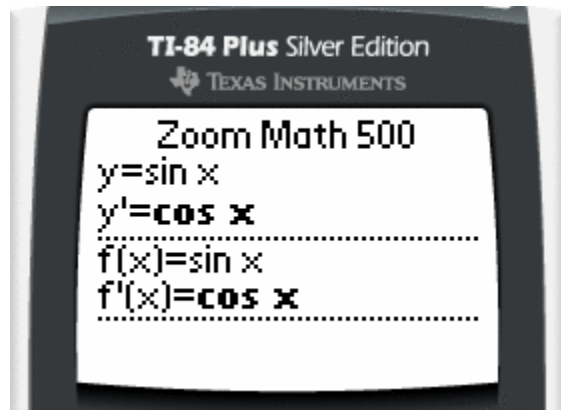 TI-84 Plus Silver Edition
TEXAS INSTRUMENTS
Zoom Math 500
y=sin x
y'=cos x
f(x)=sin x
f'(x)=cos x